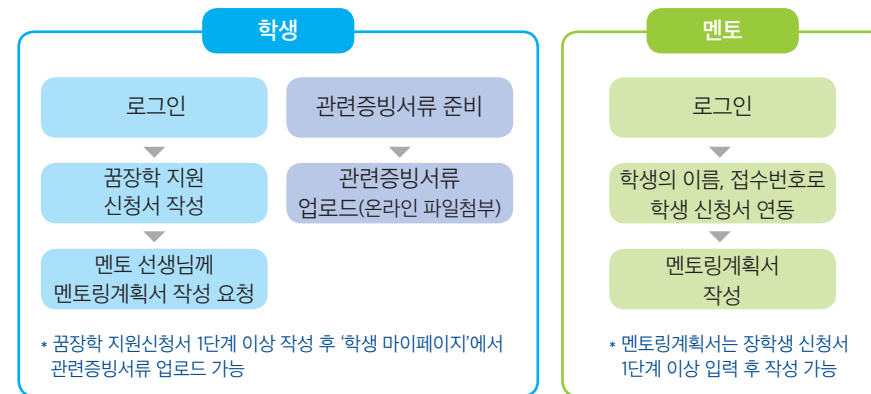 학생
로그인
꿈장학 지원
신청서 작성
멘토 선생님께
멘토링계획서 작성 요청
관련증빙서류 준비
관련증빙서류
업로드(온라인 파일첨부)
* 꿈장학 지원신청서 1단계 이상 작성 후 ‘학생 마이페이지’에서
관련증빙서류 업로드 가능
멘토
로그인
학생의 이름, 접수번호로
학생 신청서 연동
멘토링계획서
작성
* 멘토링계획서는 장학생 신청서
1단계 이상 입력 후 작성 가능